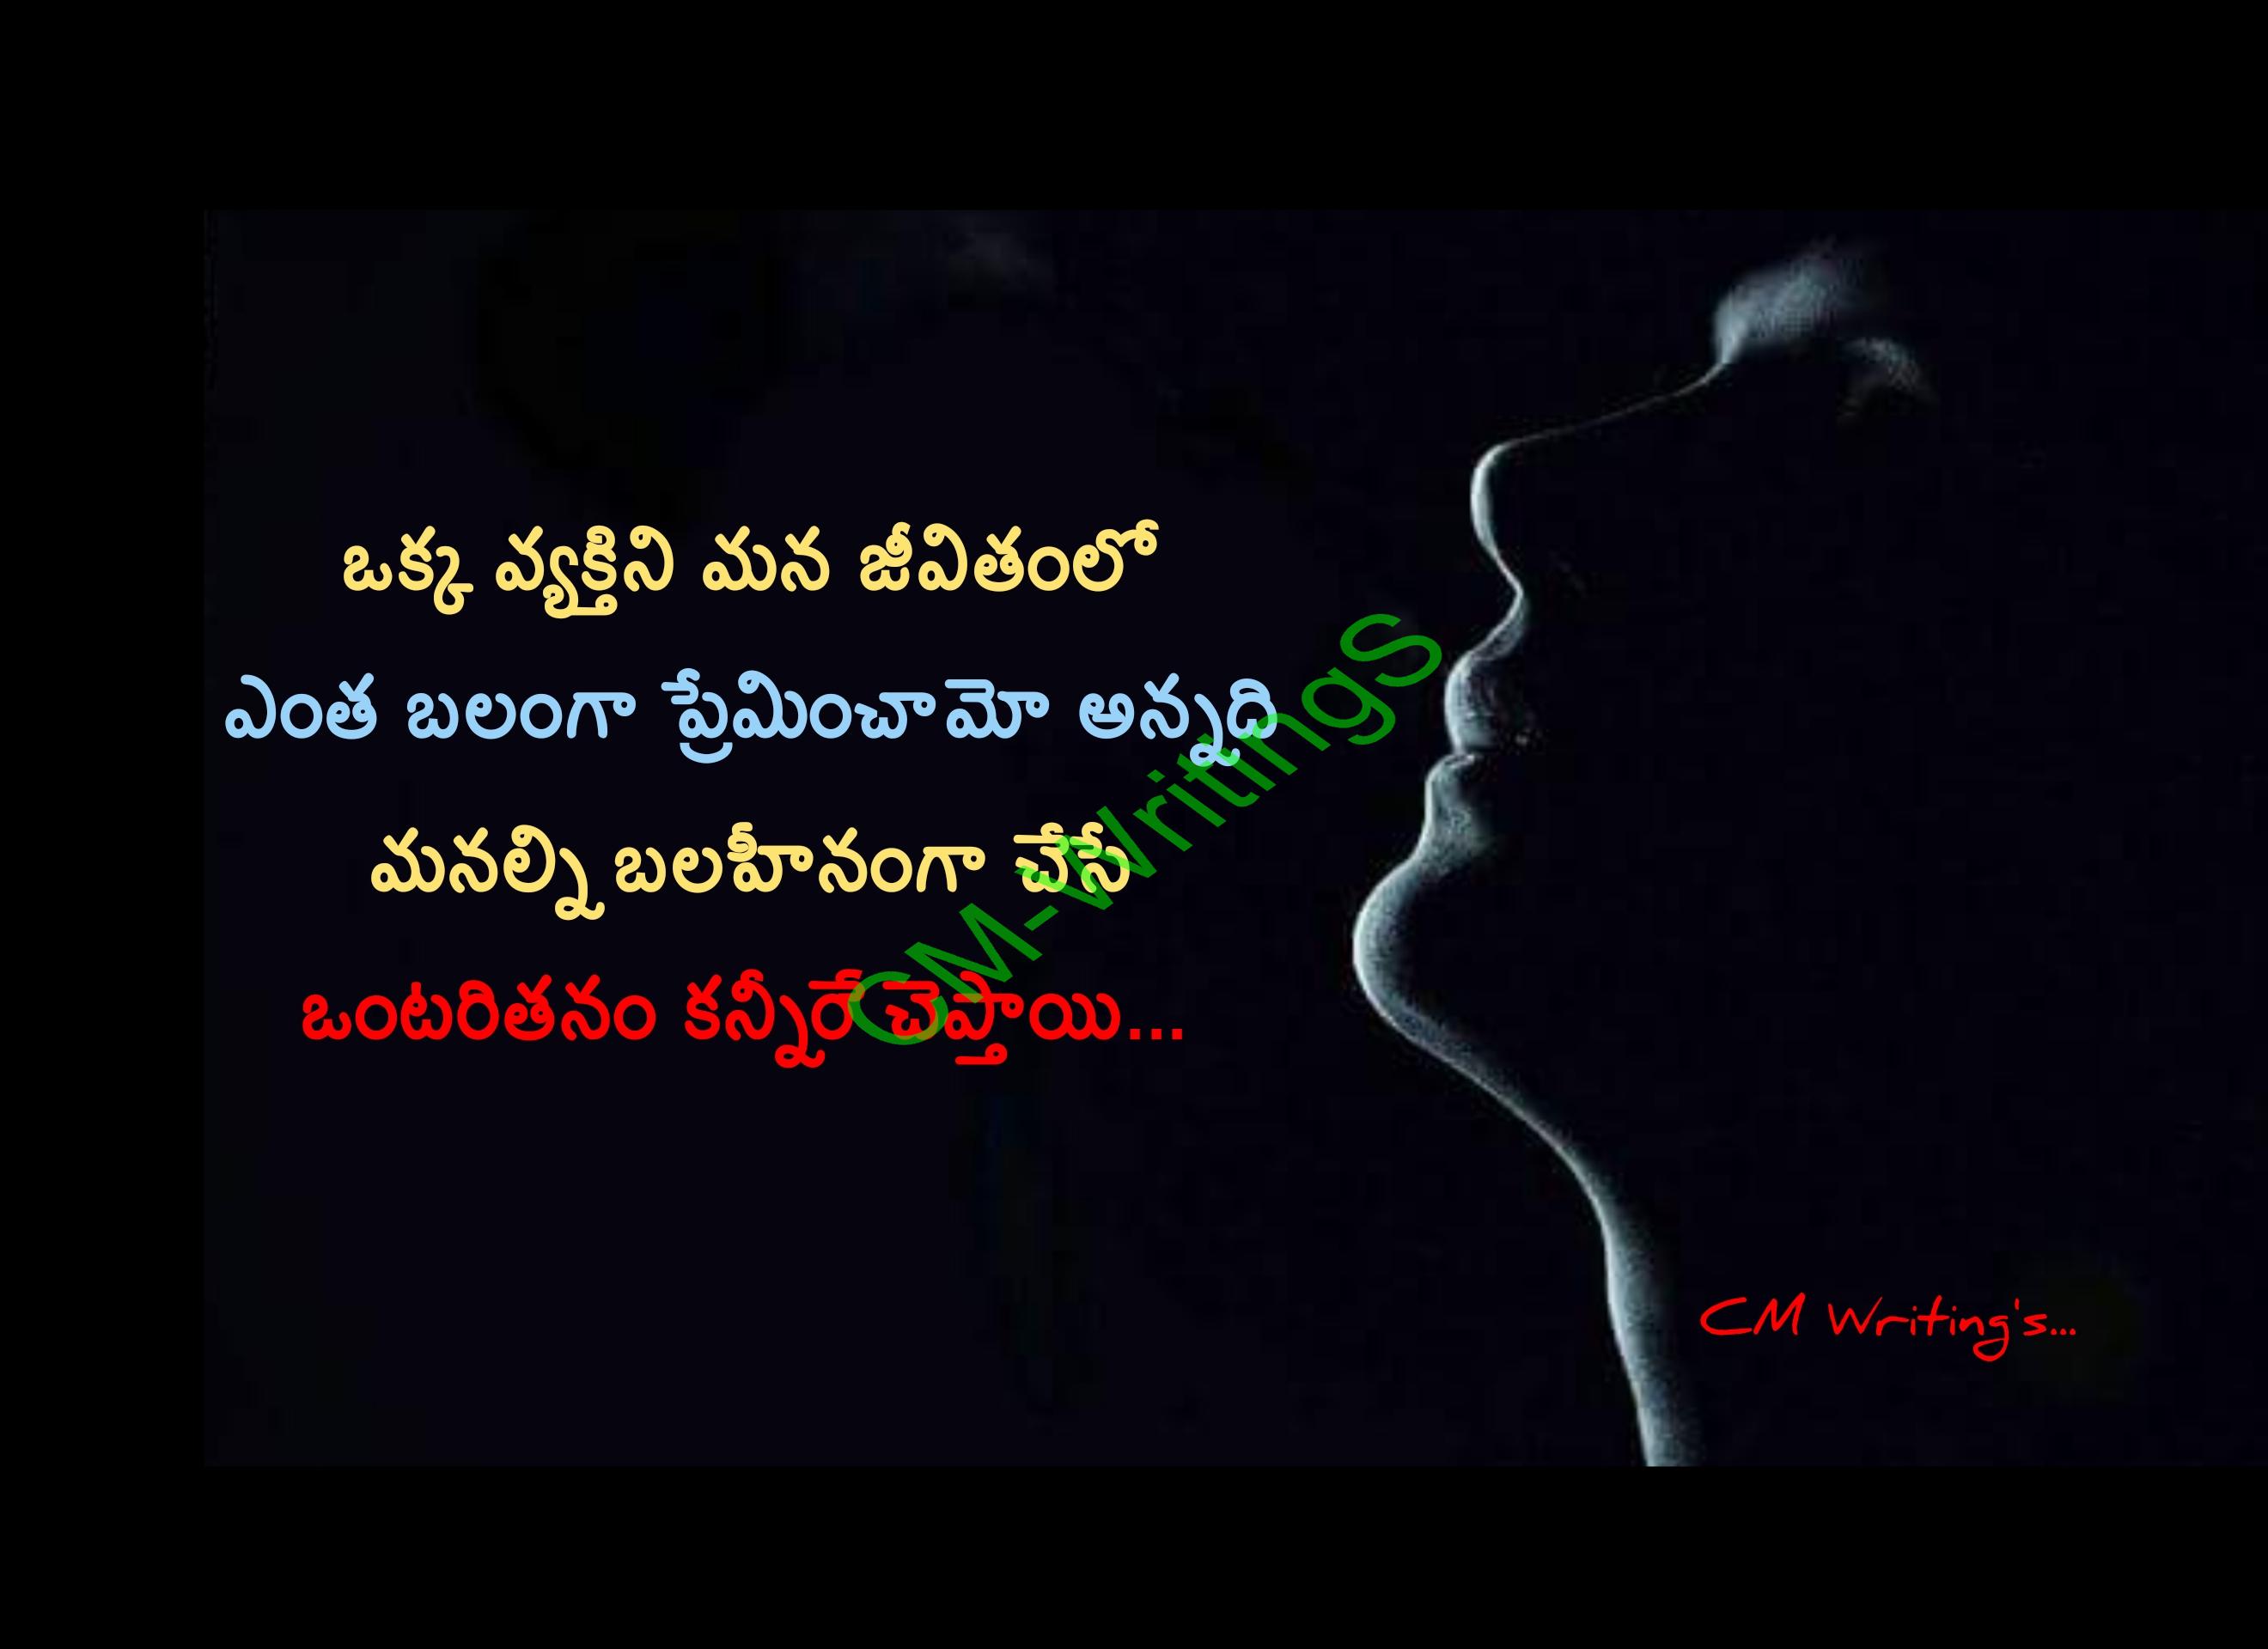 ఒక్క వ్యక్తిని మన జీవితంలో
ఎంత బలంగా ప్రేమించామో అన్నది
మనల్ని బలహీనంగా చేసే
ఒంటరితనం కన్నీరే చెప్తాయి...
CM-WritingS
CM Writing's...